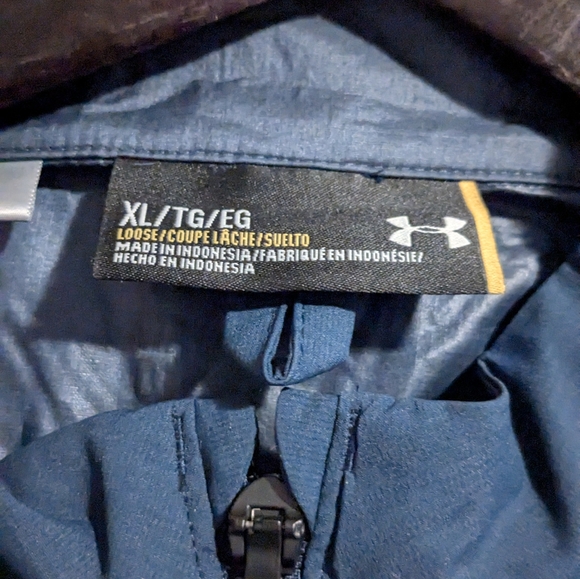 XL/TG/EG
LOOSE/COUPE LÂCHE/SUELTO
MADE IN INDONESIA/FABRIQUÉ EN INDONÉSIE/
HECHO EN INDONESIA